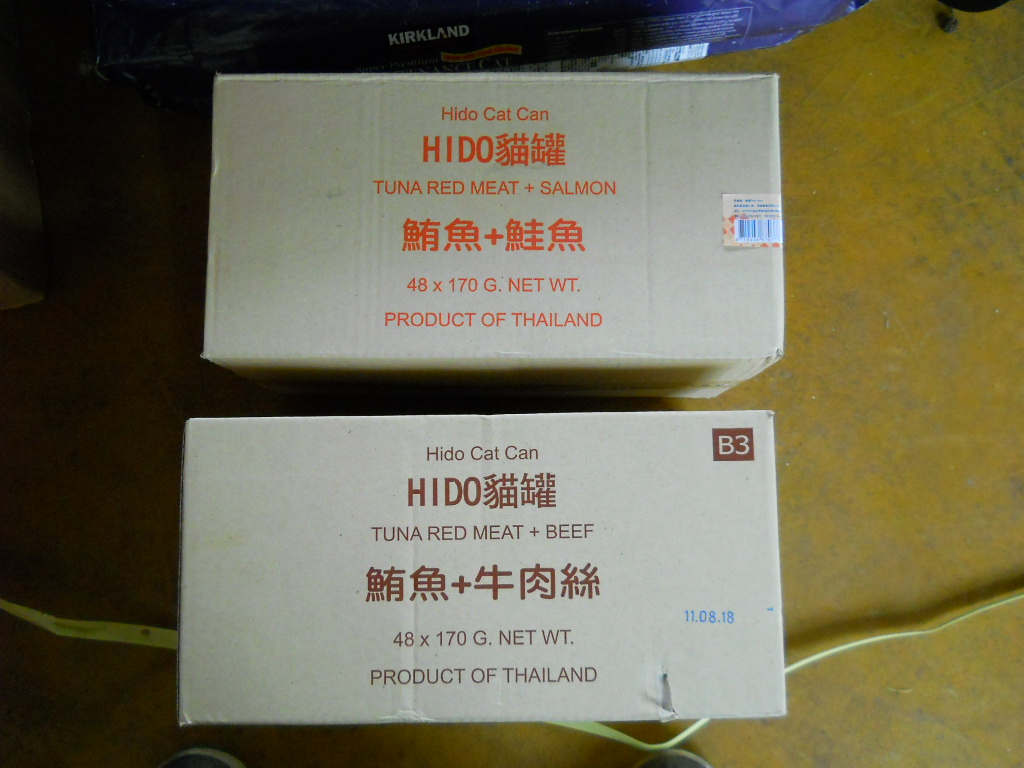 KIRKLAND
Hido Cat Can
HIDO貓罐
TUNA RED MEAT + SALMON
鮪魚+鮭魚
48 x 170 G. NET WT.
PRODUCT OF THAILAND
B3
Hido Cat Can
HIDO貓罐
TUNA RED MEAT + BEEF
鮪魚+牛肉絲
11.08.18
48 x 170 G. NET WT.
PRODUCT OF THAILAND